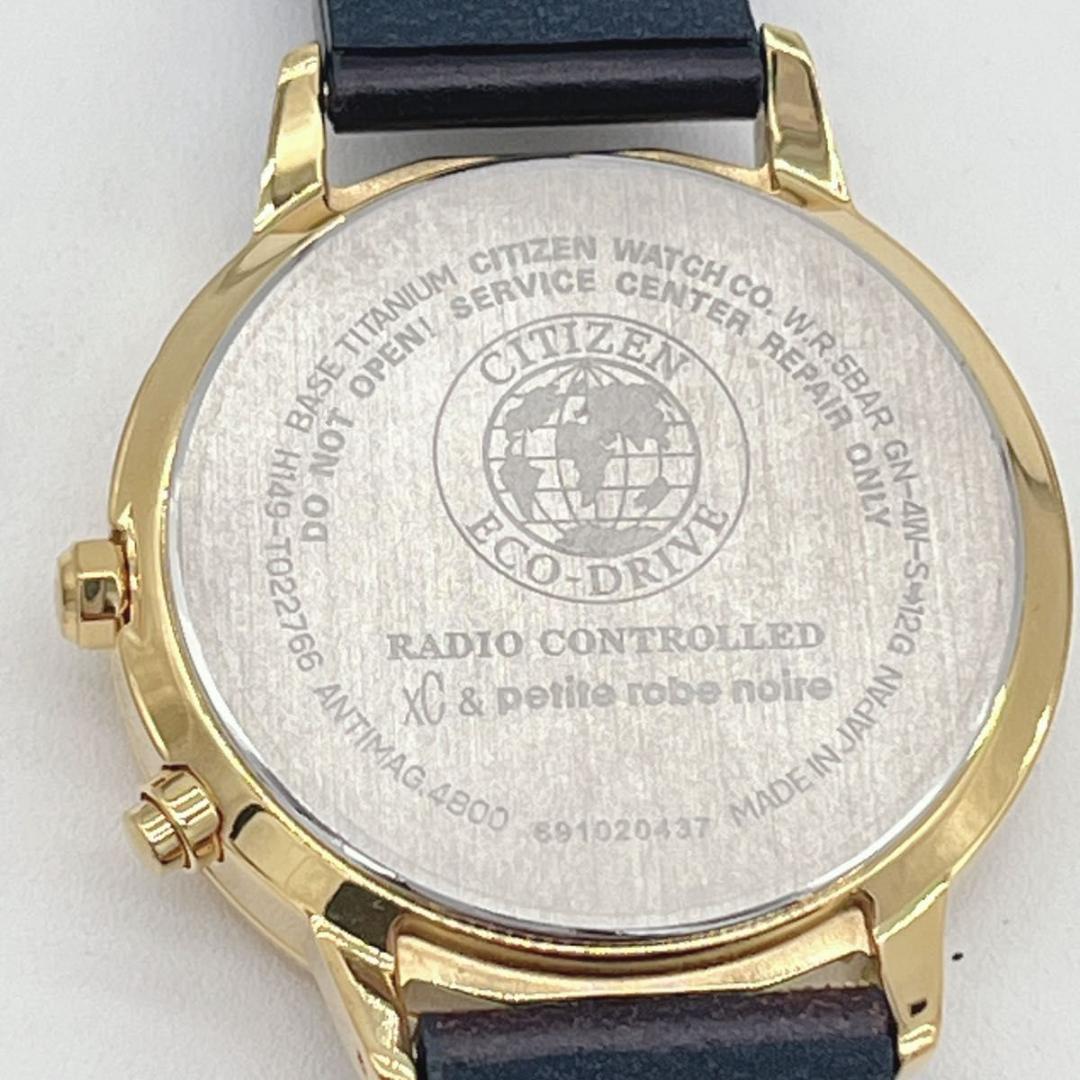 BASE TITANIUM CITIZEN WATCH CO. W.R.5BAR GN-4W-S-12G
DO NOT OPEN! SERVICE CENTER REPAIR ONLY
CITIZEN
ECO-DRIVE
RADIO CONTROLLED
xC & petite robe noire
H149-T022766 ANTIMAG.4800 691020437 MADE IN JAPAN